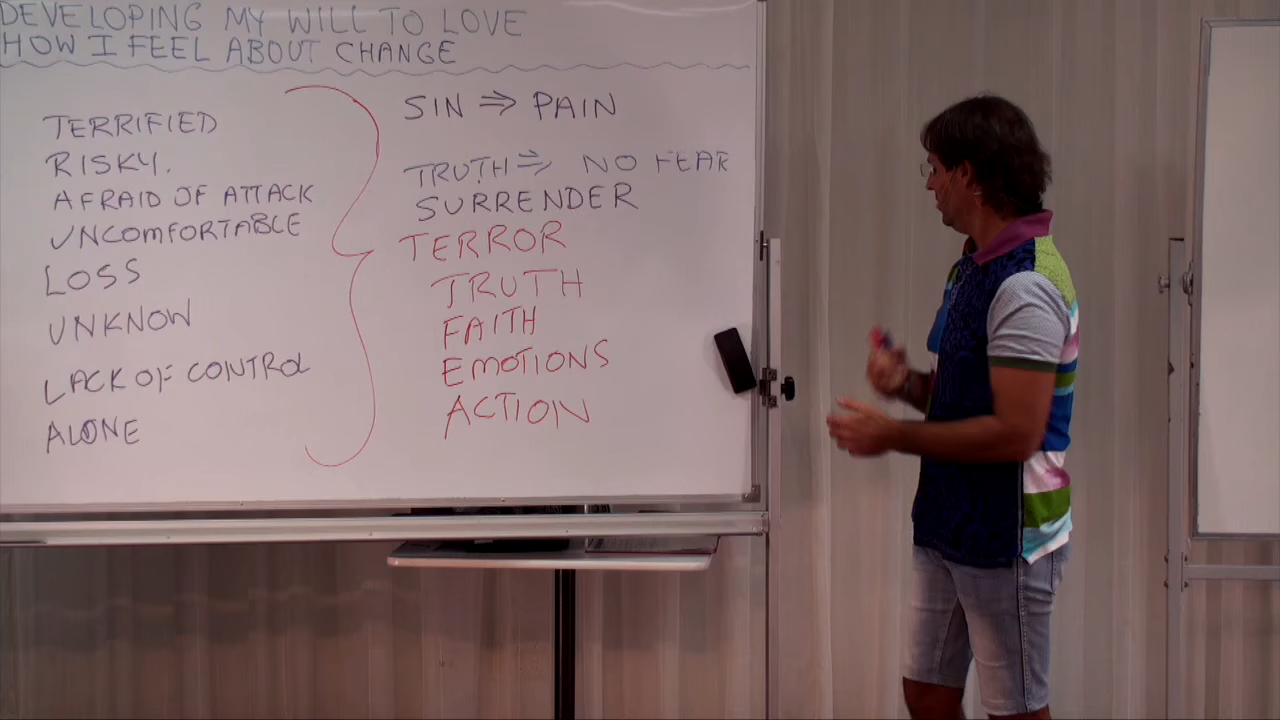 DEVELOPING MY WILL TO LOVE
HOW I FEEL ABOUT CHANGE
TERRIFIED
RISKY.
AFRAID OF ATTACK
UNCOMFORTABLE
LOSS
UNKNOW
LACK OF CONTROL
ALONE
SIN ⇒ PAIN
TRUTH ⇒ NO FEAR
SURRENDER
TERROR
TRUTH
FAITH
EMOTIONS
ACTION